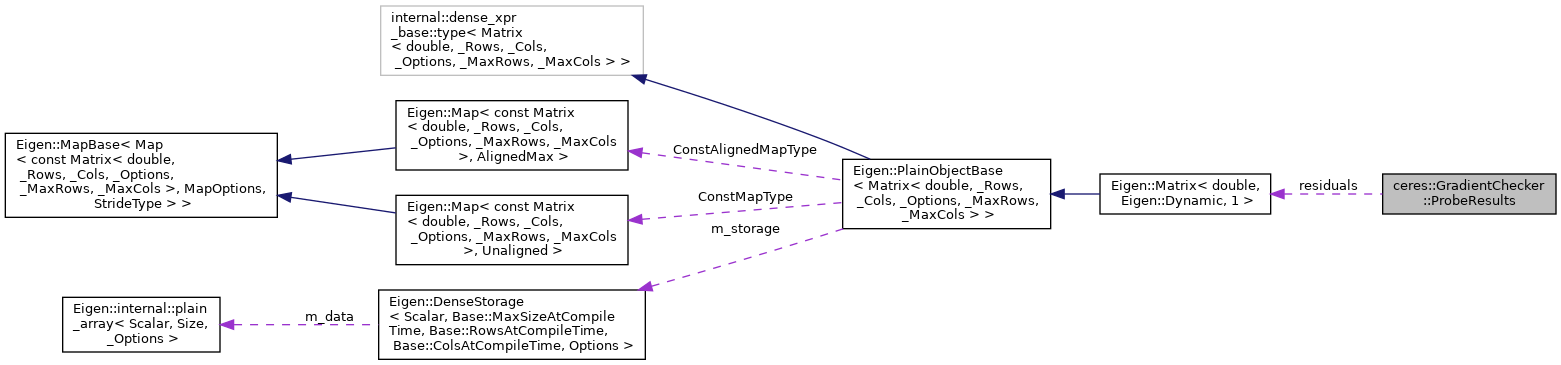 internal::dense_xpr
_base::type< Matrix
< double, _Rows, _Cols,
_Options, _MaxRows, _MaxCols > >
Eigen::Map< const Matrix
< double, _Rows, _Cols,
_Options, _MaxRows, _MaxCols
>, AlignedMax >
Eigen::MapBase< Map
< const Matrix< double,
_Rows, _Cols, _Options,
_MaxRows, _MaxCols >, MapOptions,
StrideType > >
ConstAlignedMapType
Eigen::PlainObjectBase
< Matrix< double, _Rows,
_Cols, _Options, _MaxRows,
_MaxCols > >
Eigen::Matrix< double,
Eigen::Dynamic, 1 >
residuals
ceres::GradientChecker
::ProbeResults
ConstMapType
Eigen::Map< const Matrix
< double, _Rows, _Cols,
_Options, _MaxRows, _MaxCols
>, Unaligned >
m_storage
Eigen::DenseStorage
< Scalar, Base::MaxSizeAtCompile
Time, Base::RowsAtCompileTime,
Base::ColsAtCompileTime, Options >
m_data
Eigen::internal::plain
_array< Scalar, Size,
_Options >